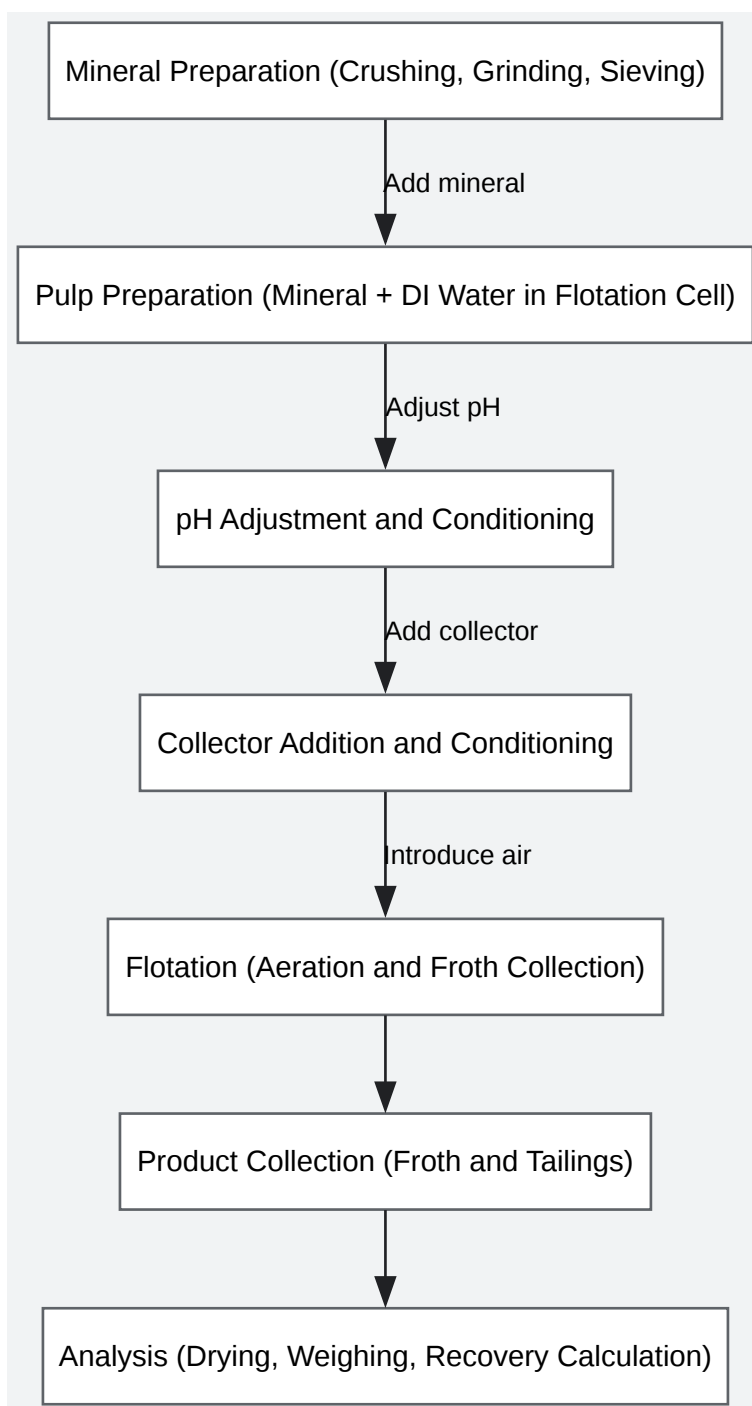 Mineral Preparation (Crushing, Grinding, Sieving)
Add mineral
Pulp Preparation (Mineral + DI Water in Flotation Cell)
Adjust pH
pH Adjustment and Conditioning
Add collector
Collector Addition and Conditioning
Introduce air
Flotation (Aeration and Froth Collection)
Product Collection (Froth and Tailings)
Analysis (Drying, Weighing, Recovery Calculation)